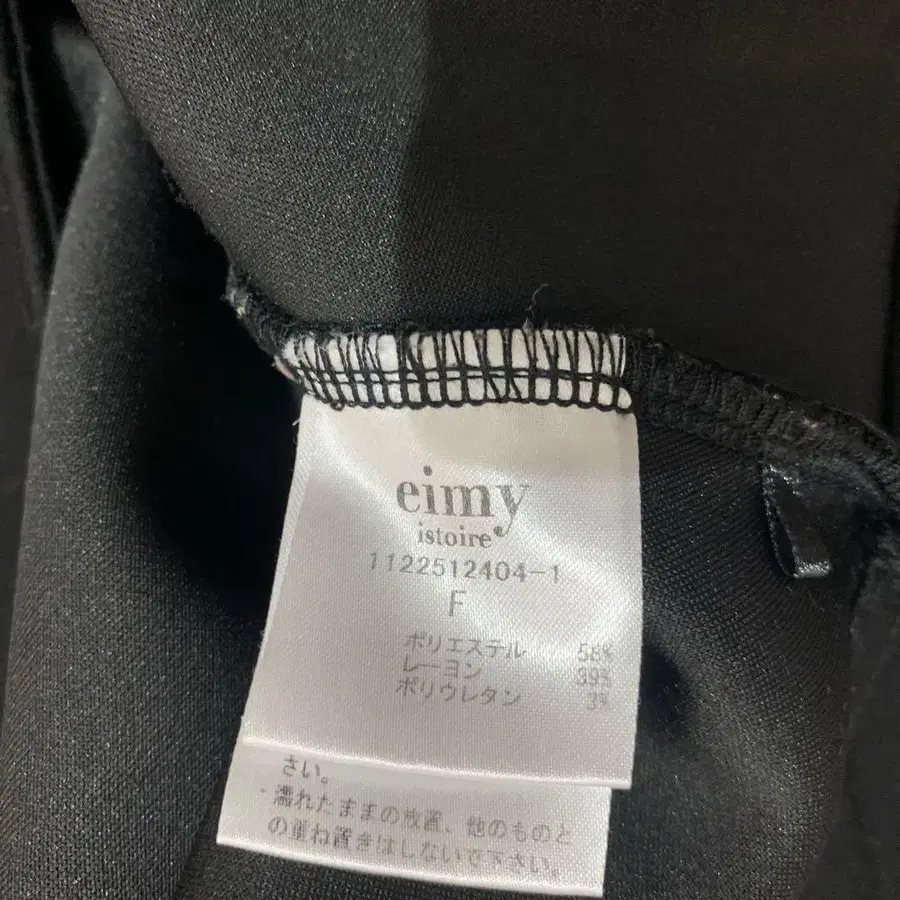 eimy
istoire
1122512404-1
F
ポリエステル 58%
レーヨン 39%
ポリウレタン 3%
さい。
・濡れたままの放置、他のものと
の重ね置きはしないで下さい。